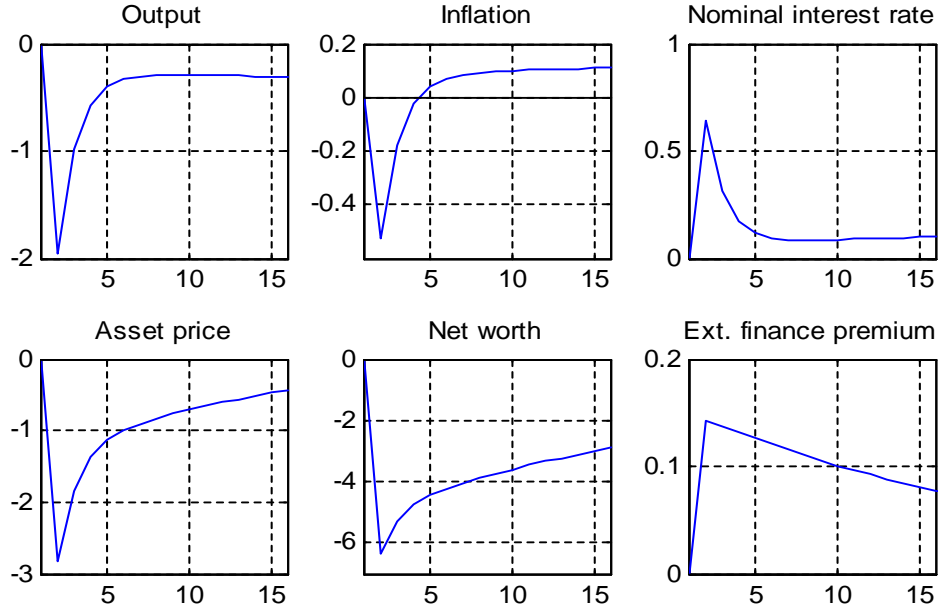 Output
Inflation
Nominal interest rate
0
-1
-2
5 10 15
0.2
0
-0.2
-0.4
5 10 15
1
0.5
0
5 10 15
Asset price
Net worth
Ext. finance premium
0
-1
-2
-3
5 10 15
0
-2
-4
-6
5 10 15
0.2
0.1
0
5 10 15